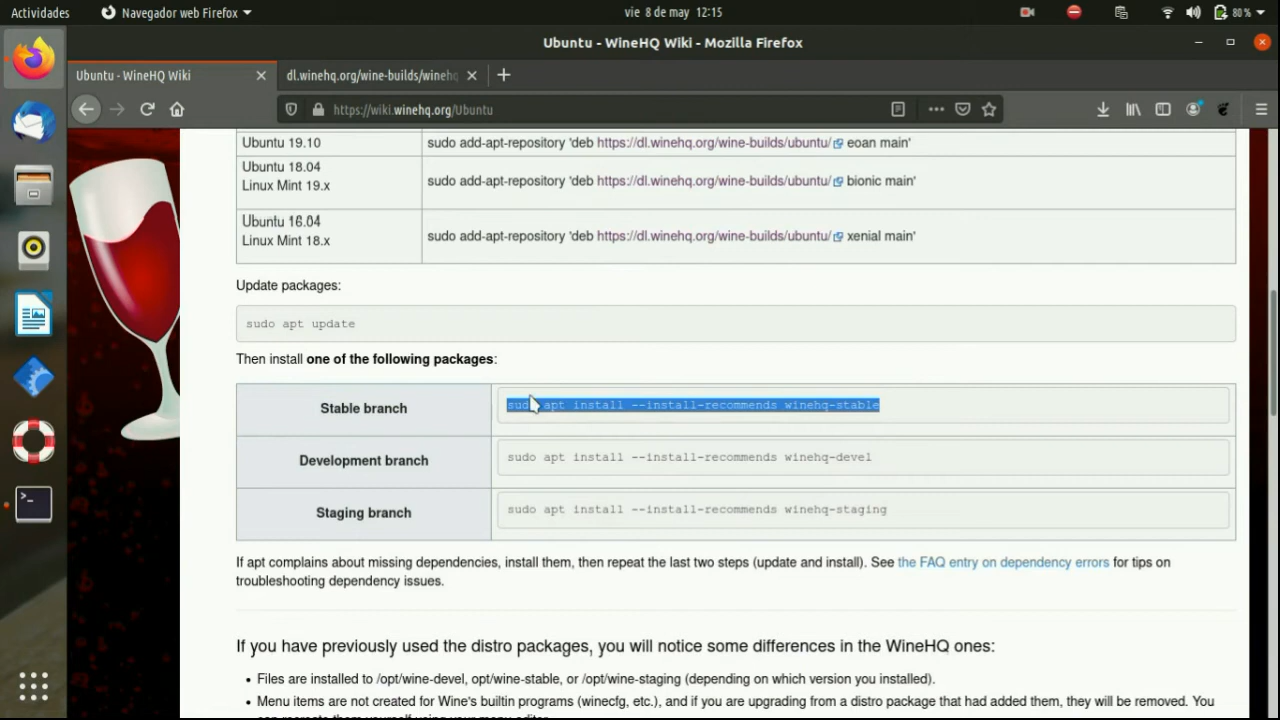 Actividades
Navegador web Firefox
vie 8 de may 12:15
80 %
Ubuntu - WineHQ Wiki - Mozilla Firefox
Ubuntu - WineHQ Wiki
dl.winehq.org/wine-builds/wineh
https://wiki.winehq.org/Ubuntu
Ubuntu 19.10
sudo add-apt-repository 'deb https://dl.winehq.org/wine-builds/ubuntu/ eoan main'
Ubuntu 18.04
Linux Mint 19.x
sudo add-apt-repository 'deb https://dl.winehq.org/wine-builds/ubuntu/ bionic main'
Ubuntu 16.04
Linux Mint 18.x
sudo add-apt-repository 'deb https://dl.winehq.org/wine-builds/ubuntu/ xenial main'
Update packages:
sudo apt update
Then install one of the following packages:
Stable branch
sudo apt install --install-recommends winehq-stable
Development branch
sudo apt install --install-recommends winehq-devel
Staging branch
sudo apt install --install-recommends winehq-staging
If apt complains about missing dependencies, install them, then repeat the last two steps (update and install). See the FAQ entry on dependency errors for tips on
troubleshooting dependency issues.
If you have previously used the distro packages, you will notice some differences in the WineHQ ones:
Files are installed to /opt/wine-devel, opt/wine-stable, or /opt/wine-staging (depending on which version you installed).
Menu items are not created for Wine's builtin programs (winecfg, etc.), and if you are upgrading from a distro package that had added them, they will be removed. You